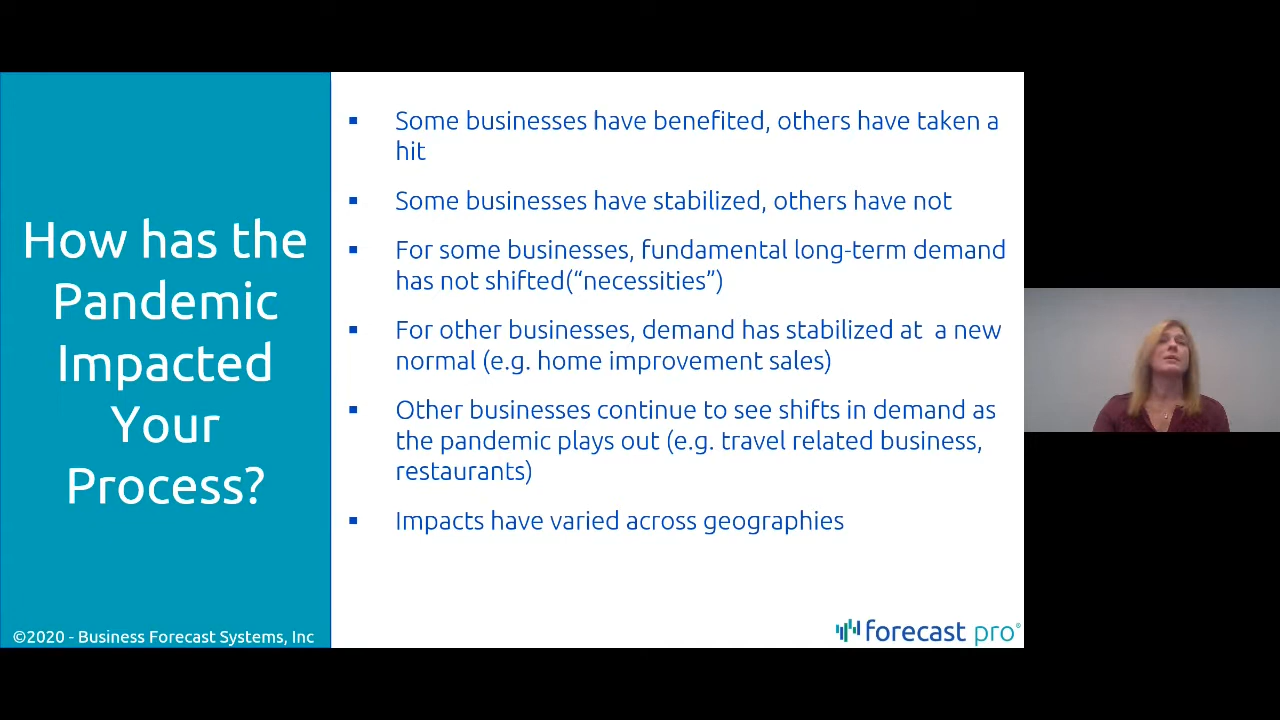 How has the
Pandemic
Impacted
Your
Process?
©2020 - Business Forecast Systems, Inc
▪ Some businesses have benefited, others have taken a
hit
▪ Some businesses have stabilized, others have not
▪ For some businesses, fundamental long-term demand
has not shifted(“necessities”)
▪ For other businesses, demand has stabilized at  a new
normal (e.g. home improvement sales)
▪ Other businesses continue to see shifts in demand as
the pandemic plays out (e.g. travel related business,
restaurants)
▪ Impacts have varied across geographies
forecast pro®